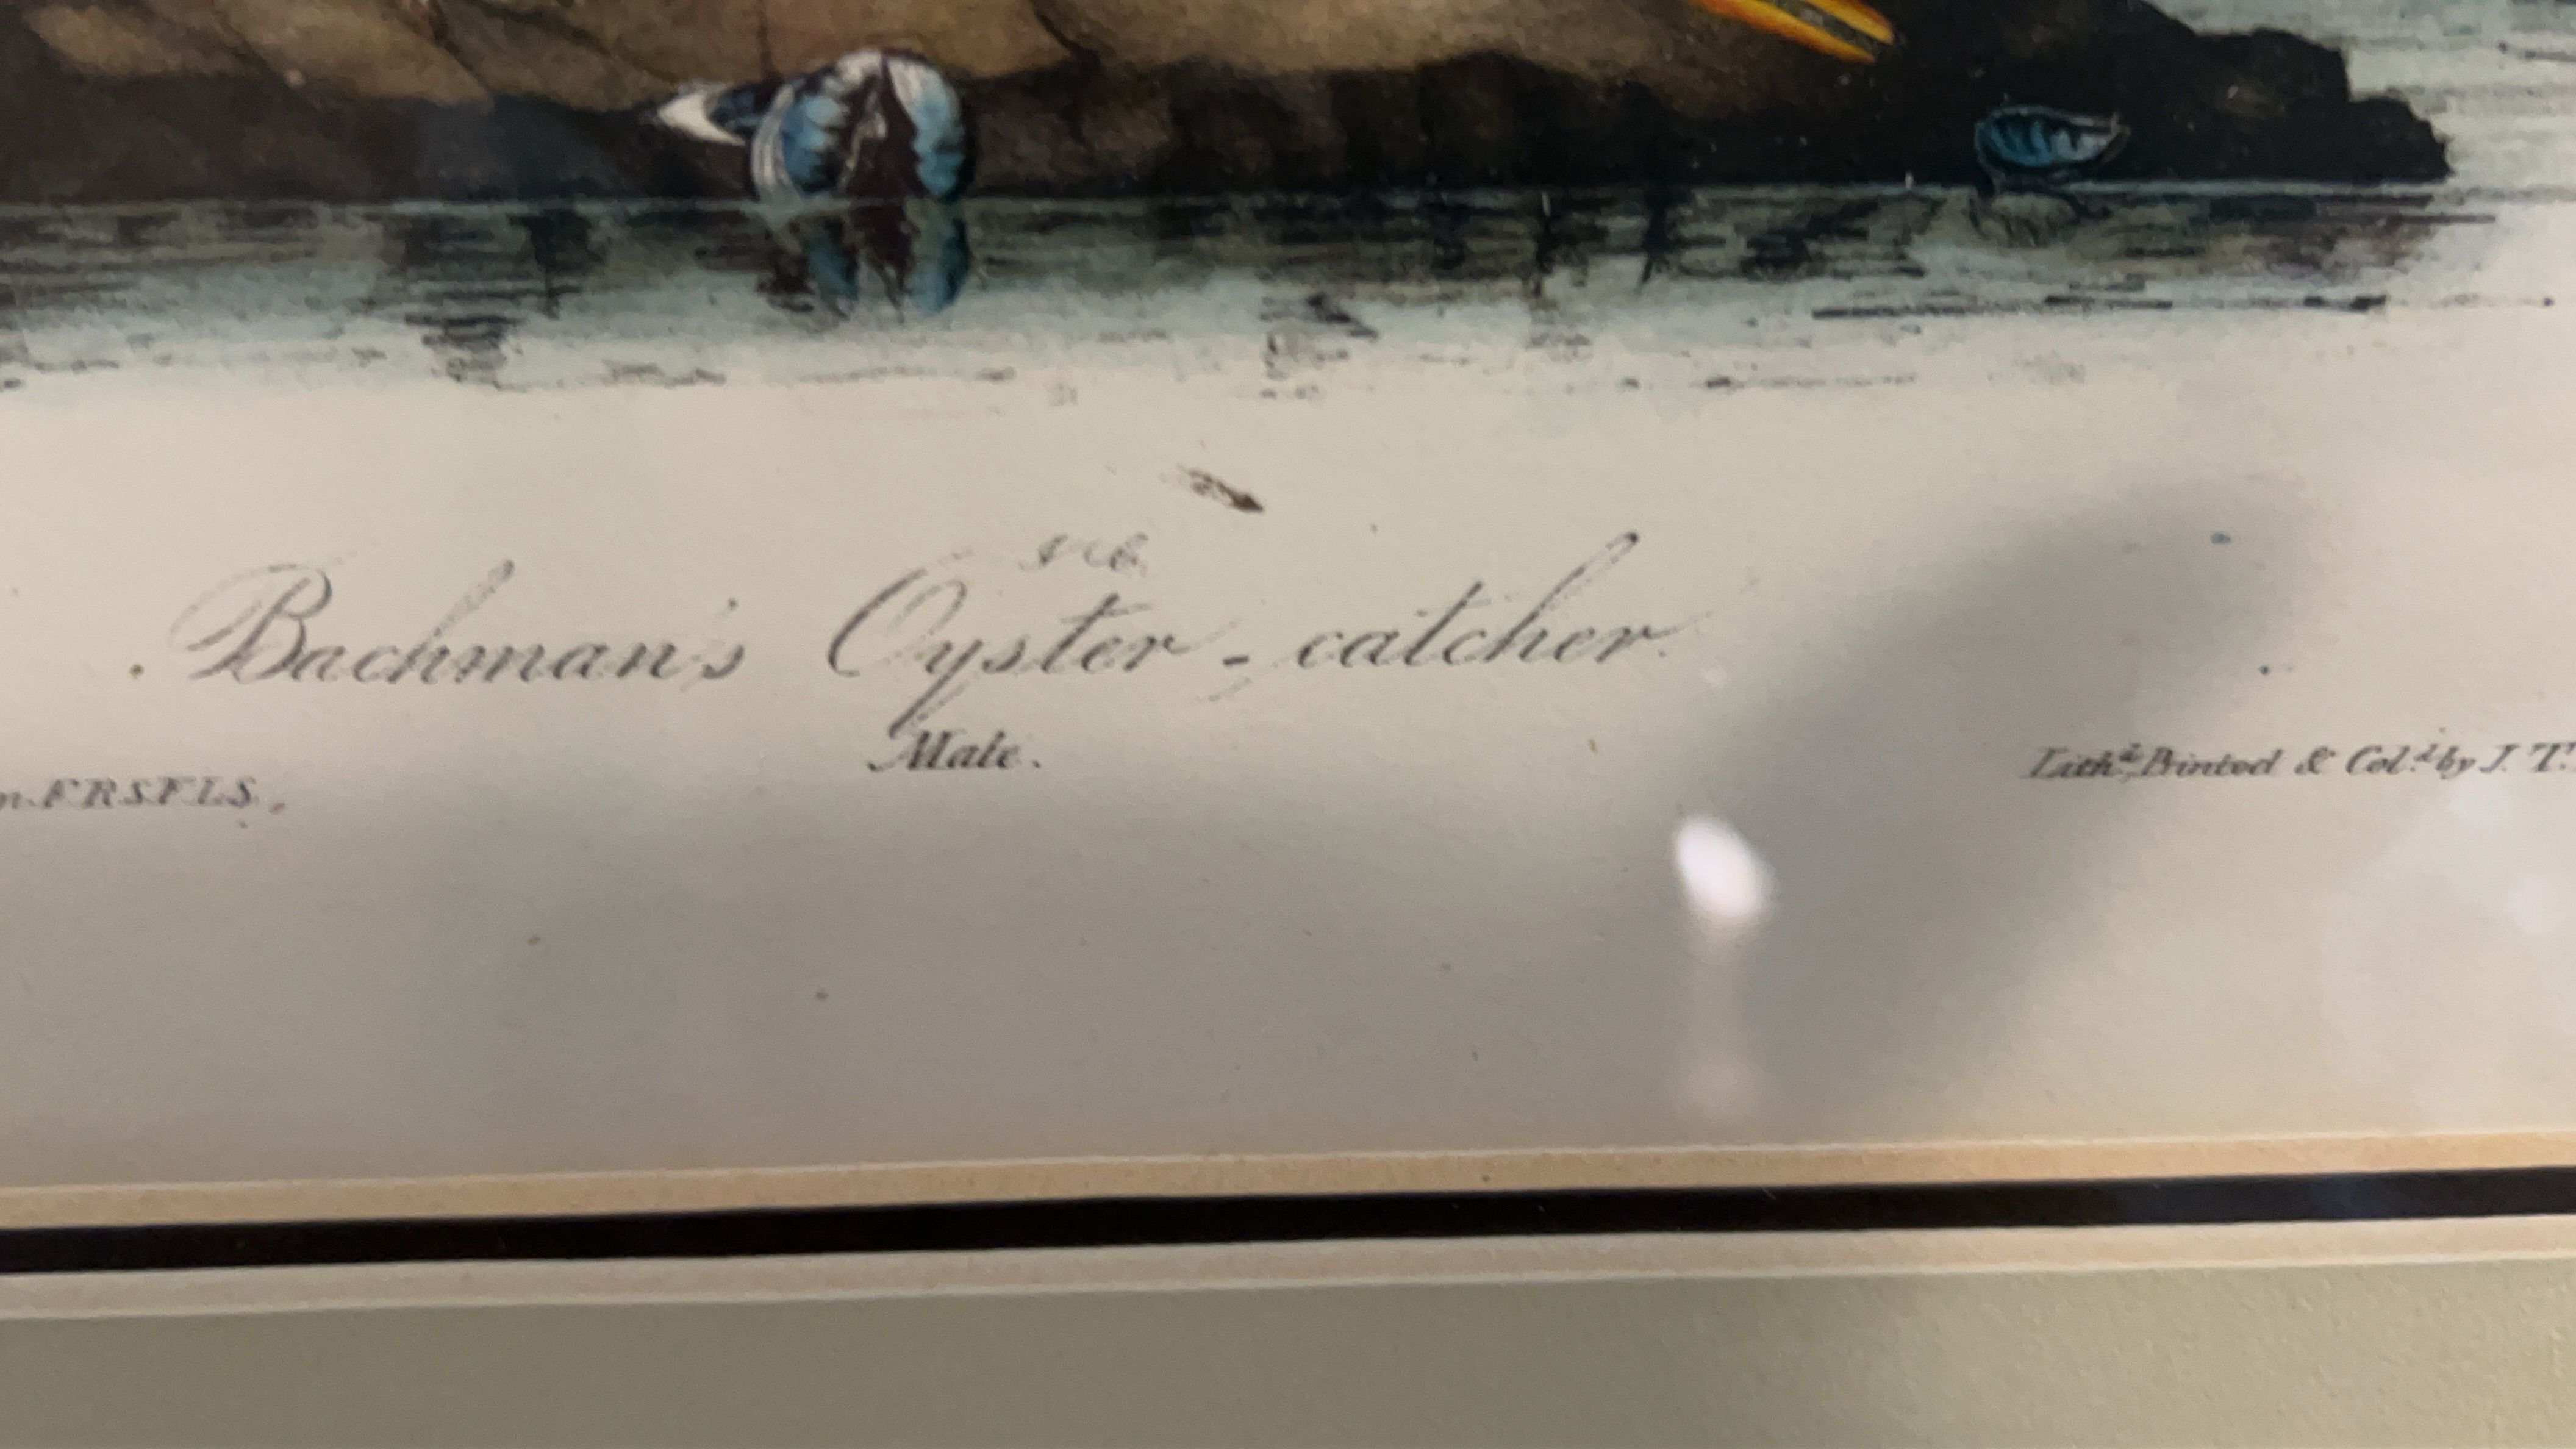 Bachman's Oyster-catcher.
Male.
n. F.R.S.F.L.S.
Lith.d Printed & Col.d by J. T.